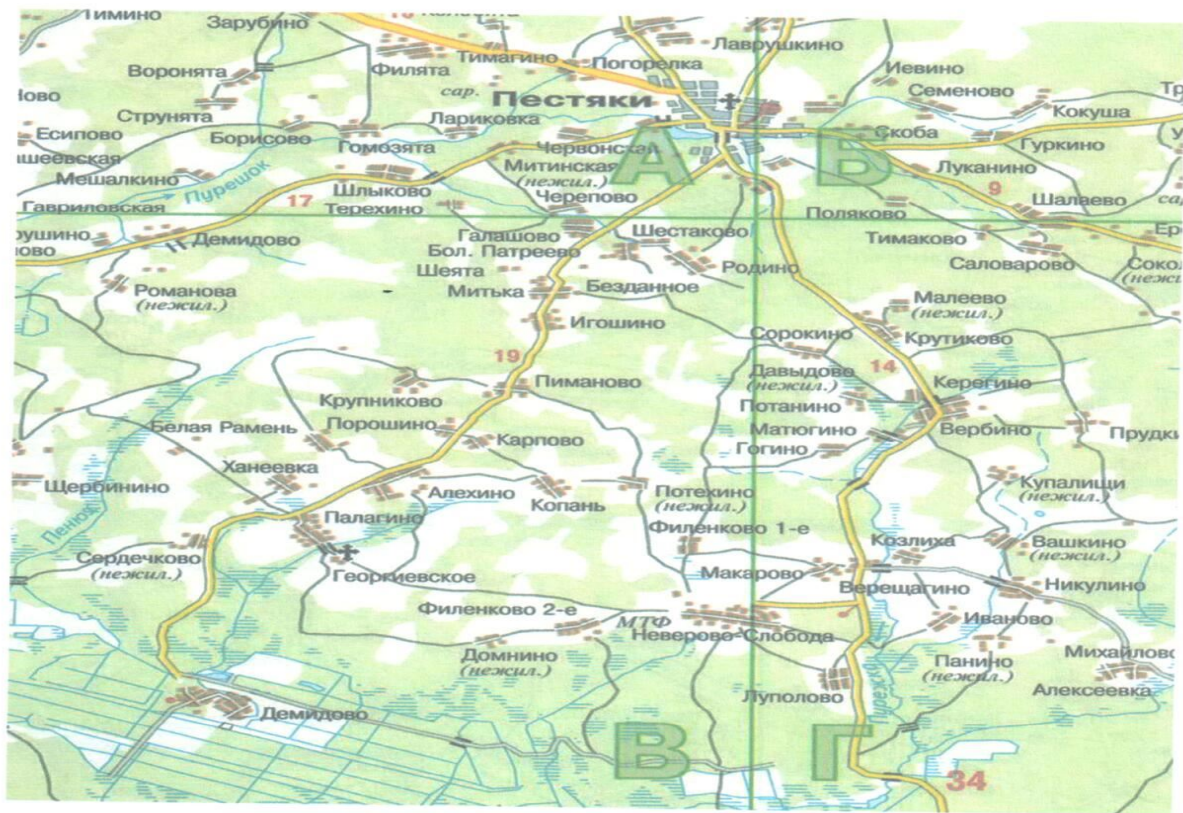 Тимино
Зарубино
Лаврушкино
Тимагино
Погорелка
Филята
сар.
Воронята
Иевино
Семеново
Пестяки
Кокуша
Струнята
Лариковка
Есипово
Борисово
Гомозята
Червонская
Скоба
Гуркино
А
Б
Митинская
(нежил.)
Луканино
Мешалкино
Пурешок
Шлыково
9
17
Терехино
Черепово
Гавриловская
Поляково
Шалаево
Демидово
Галашово
Шестаково
Тимаково
Бол. Патреево
Саловарово
Шеята
Родино
Романова
(нежил.)
Митька
Безданное
Малеево
(нежил.)
Игошино
Сорокино
Крутиково
19
Давыдово
(нежил.)
14
Пиманово
Керегино
Крупниково
Потанино
Белая Рамень
Порошино
Карпово
Матюгино
Вербино
Прудки
Гогино
Ханеевка
Щербинино
Алехино
Копань
Потехино
(нежил.)
Купалищи
(нежил.)
Палагино
Филенково 1-е
Сердечково
(нежил.)
Козлиха
Вашкино
(нежил.)
Георгиевское
Макарово
Верещагино
Никулино
Филенково 2-е
МТФ
Неверово-Слобода
Иваново
Домнино
(нежил.)
Панино
(нежил.)
Луполово
Алексеевка
Демидово
В
Г
34